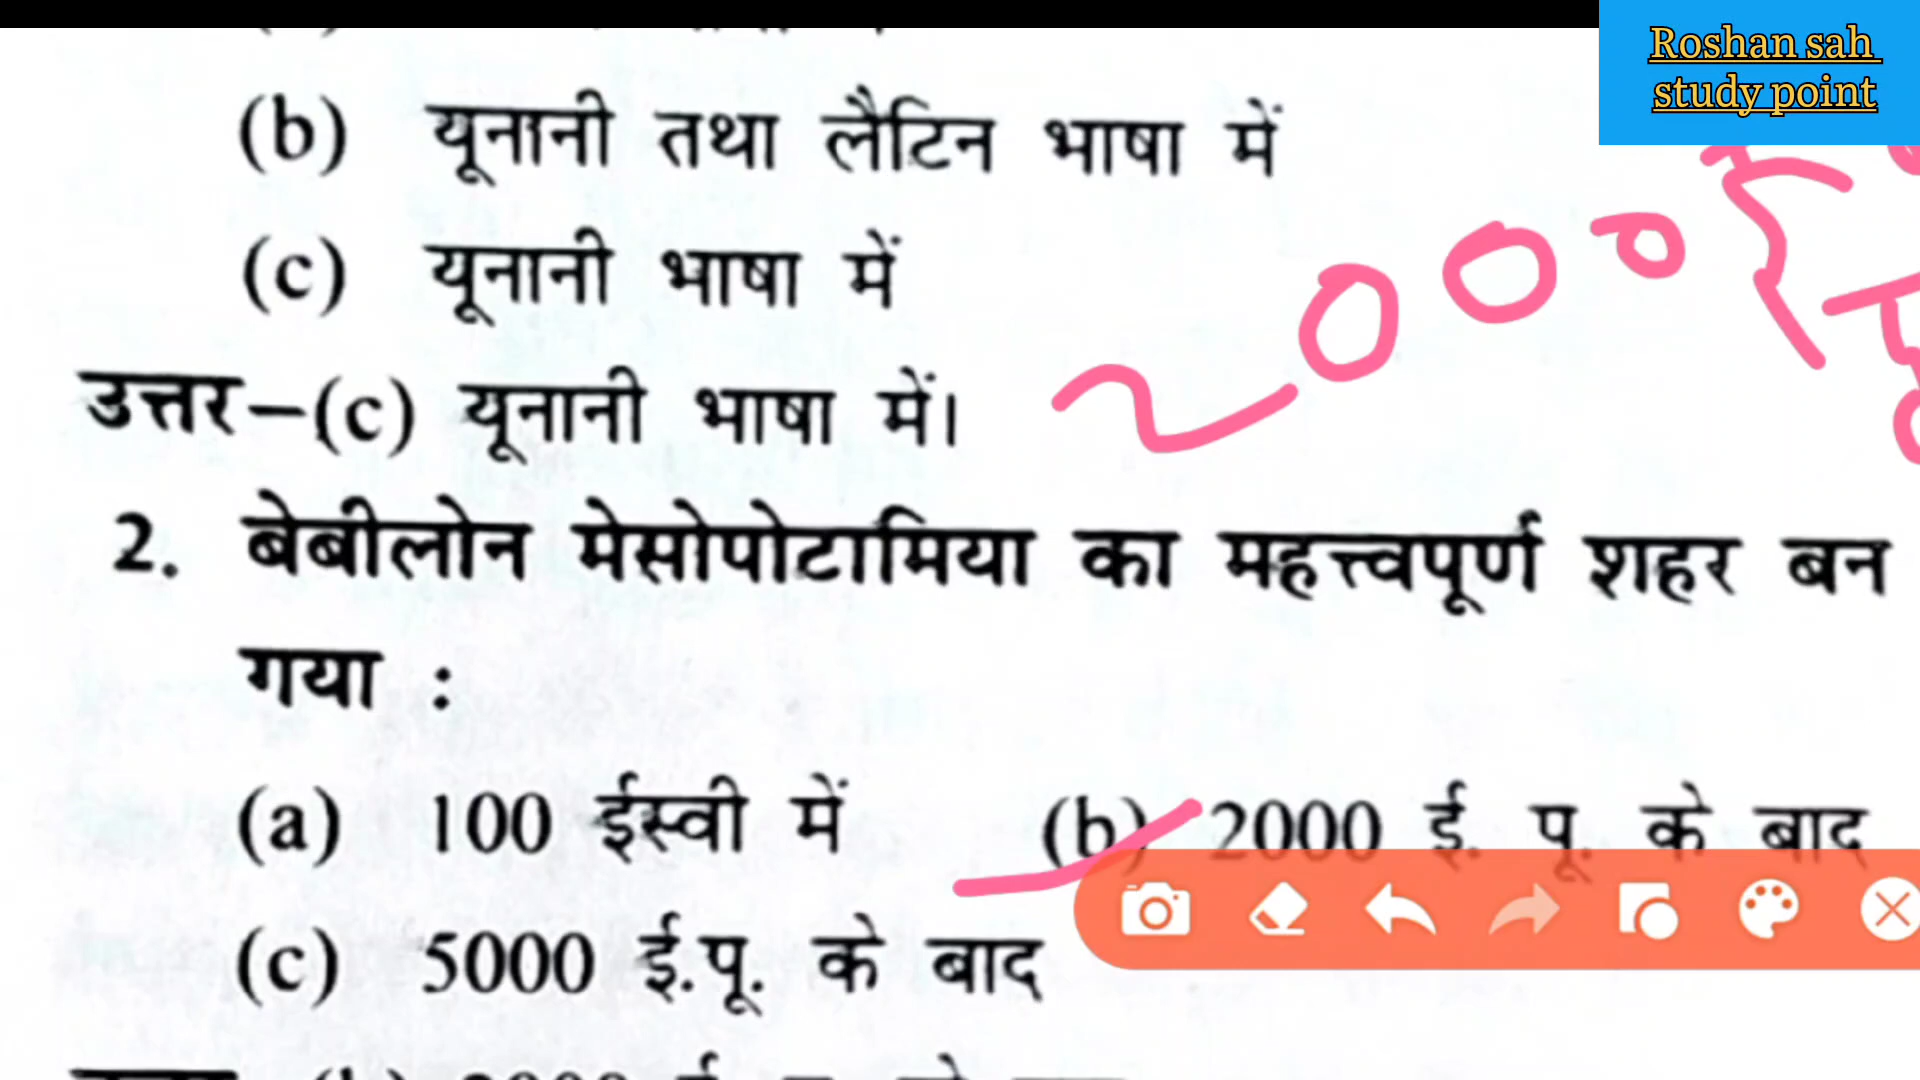 Roshan sah
study point
(b) यूनानी तथा लैटिन भाषा में
(c) यूनानी भाषा में
उत्तर–(c) यूनानी भाषा में।
2000
2. बेबीलोन मेसोपोटामिया का महत्त्वपूर्ण शहर बन
गया :
(a) 100 ईस्वी में (b) 2000 ई. पू. के बाद
(c) 5000 ई.पू. के बाद